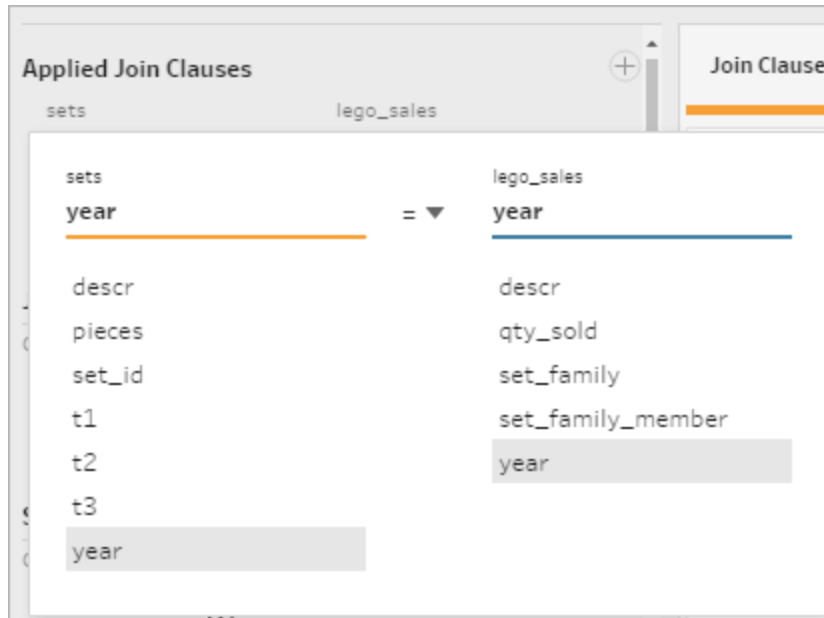 Applied Join Clauses
Join Clause
sets lego_sales
sets lego_sales
year = year
descr descr
pieces qty_sold
set_id set_family
t1 set_family_member
t2 year
t3
year